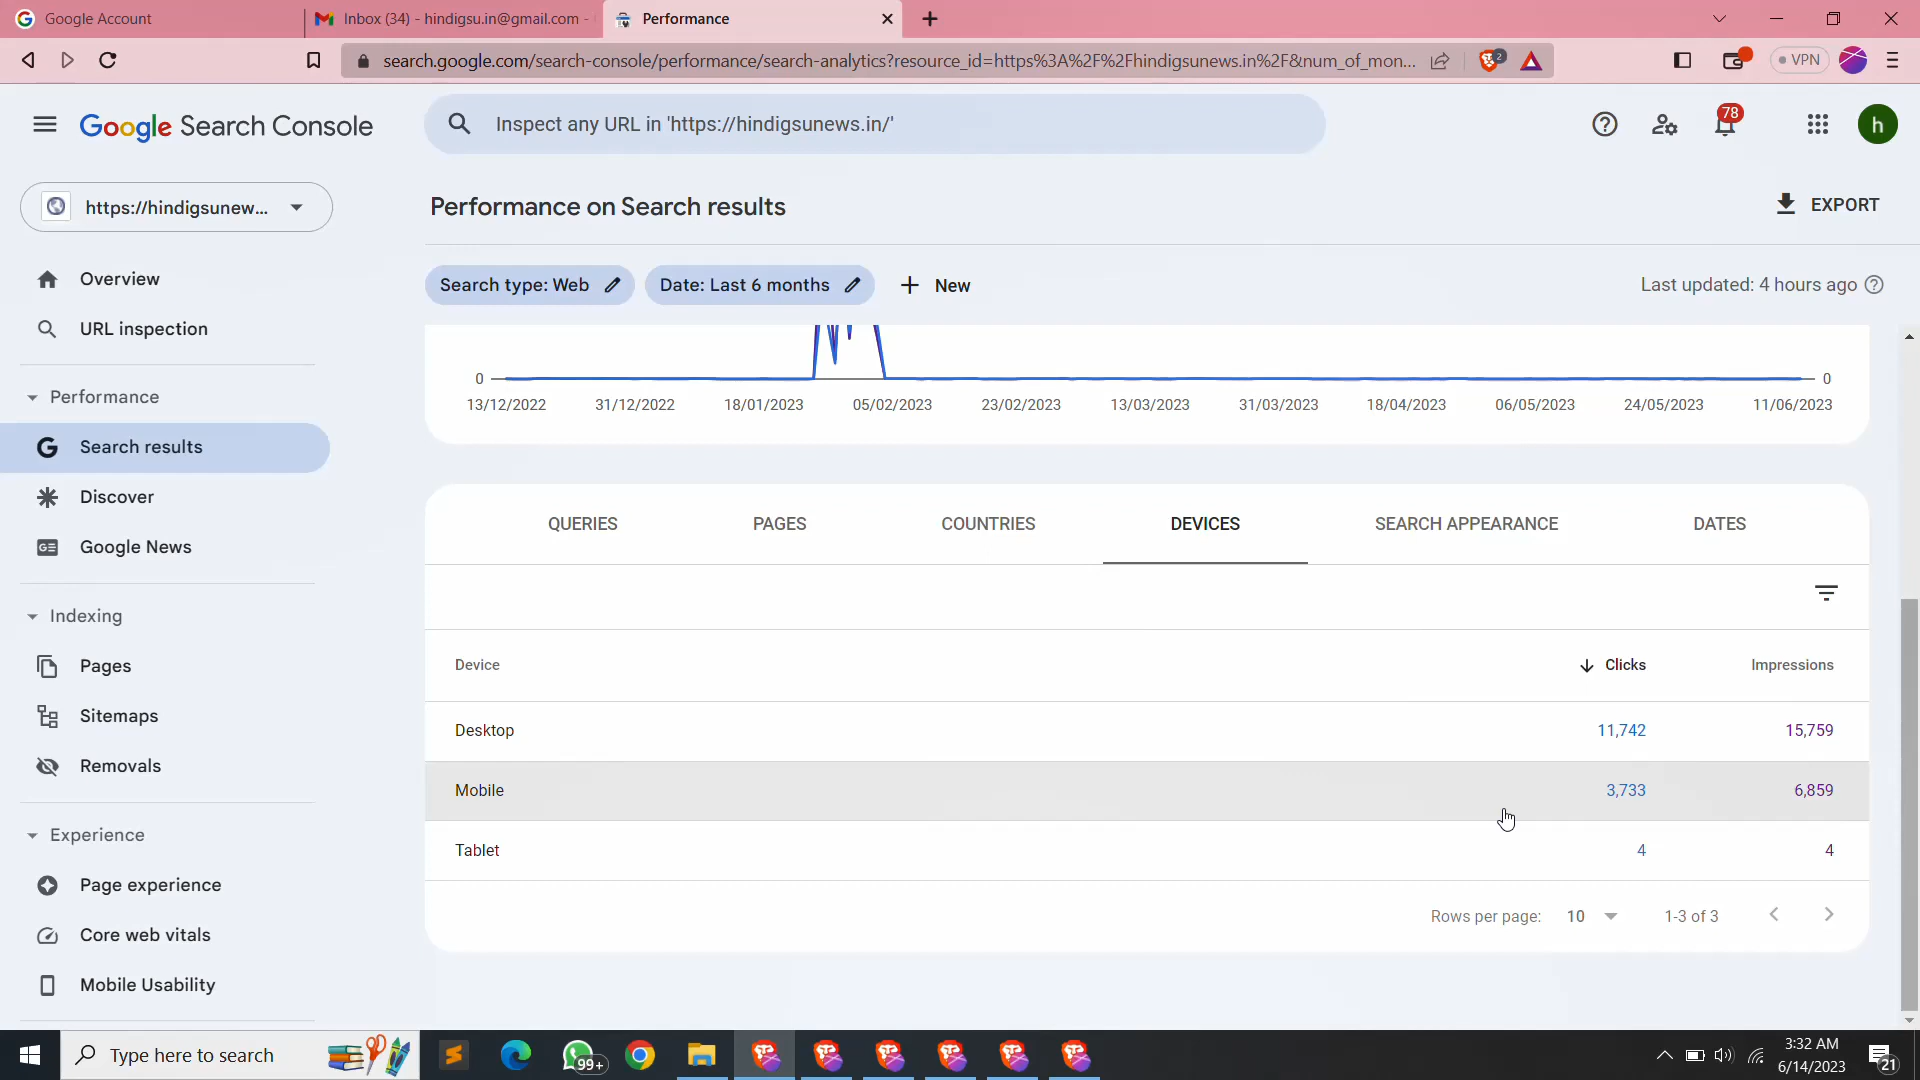 Google Account
Inbox (34) - hindigsu.in@gmail.com -
Performance
search.google.com/search-console/performance/search-analytics?resource_id=https%3A%2F%2Fhindigsunews.in%2F&num_of_mon...
2
VPN
Google Search Console
Inspect any URL in 'https://hindigsunews.in/'
78
h
https://hindigsunew...
Performance on Search results
EXPORT
Search type: Web
Date: Last 6 months
New
Last updated: 4 hours ago
Overview
URL inspection
Performance
Search results
Discover
Google News
Indexing
Pages
Sitemaps
Removals
Experience
Page experience
Core web vitals
Mobile Usability
0
0
13/12/2022 31/12/2022 18/01/2023 05/02/2023 23/02/2023 13/03/2023 31/03/2023 18/04/2023 06/05/2023 24/05/2023 11/06/2023
QUERIES PAGES COUNTRIES DEVICES SEARCH APPEARANCE DATES
Device Clicks Impressions
Desktop 11,742 15,759
Mobile 3,733 6,859
Tablet 4 4
Rows per page: 10 1-3 of 3
Type here to search
99+
3:32 AM
6/14/2023
21